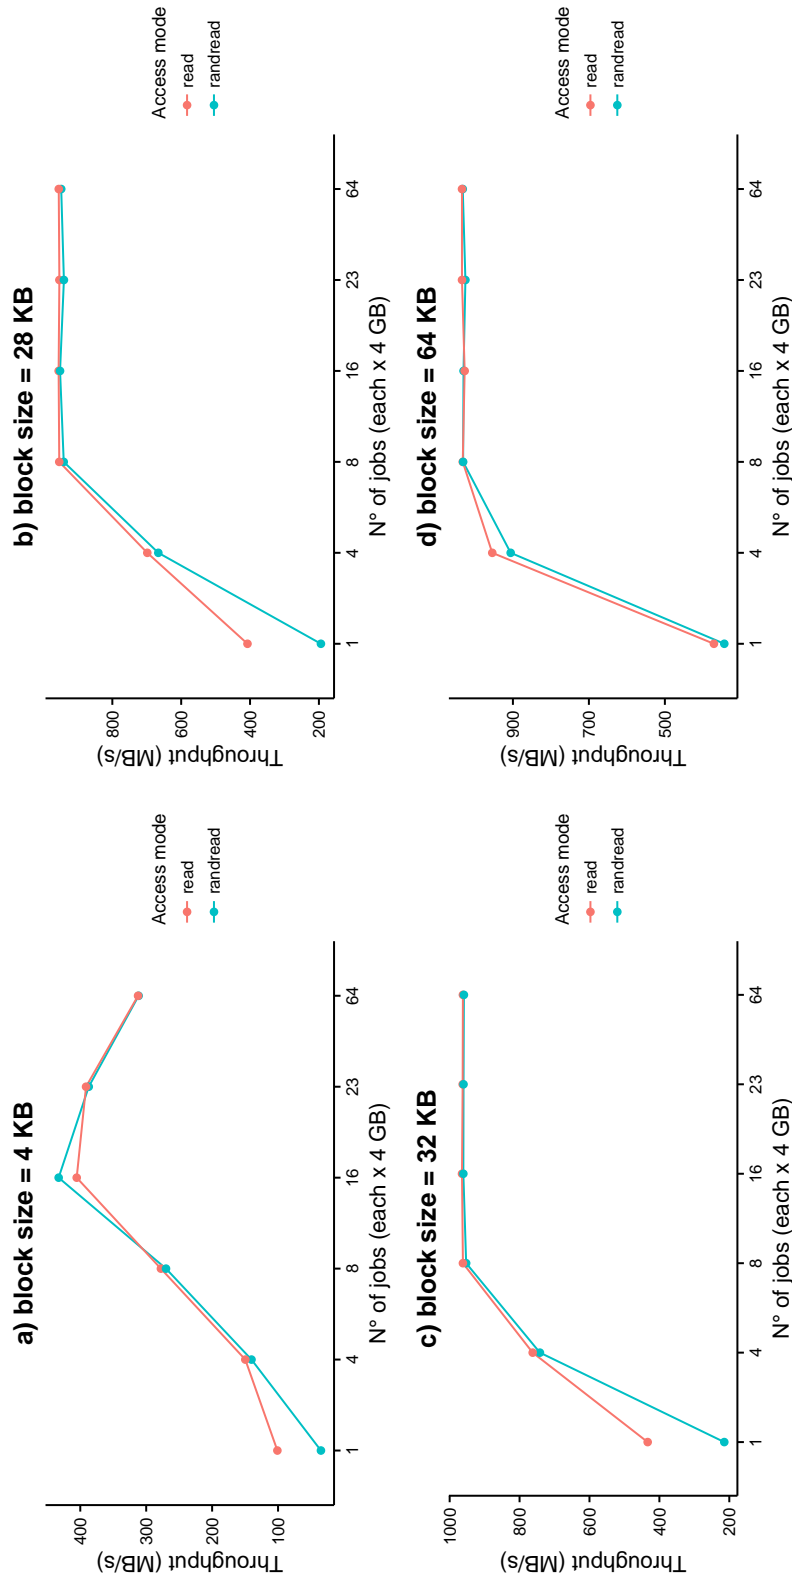 a) block size = 4 KB
Throughput (MB/s)
400
300
200
100
1
4
8
16
23
64
N° of jobs (each x 4 GB)
Access mode
read
randread
b) block size = 28 KB
Throughput (MB/s)
800
600
400
200
1
4
8
16
23
64
N° of jobs (each x 4 GB)
Access mode
read
randread
c) block size = 32 KB
Throughput (MB/s)
1000
800
600
400
200
1
4
8
16
23
64
N° of jobs (each x 4 GB)
Access mode
read
randread
d) block size = 64 KB
Throughput (MB/s)
900
700
500
1
4
8
16
23
64
N° of jobs (each x 4 GB)
Access mode
read
randread